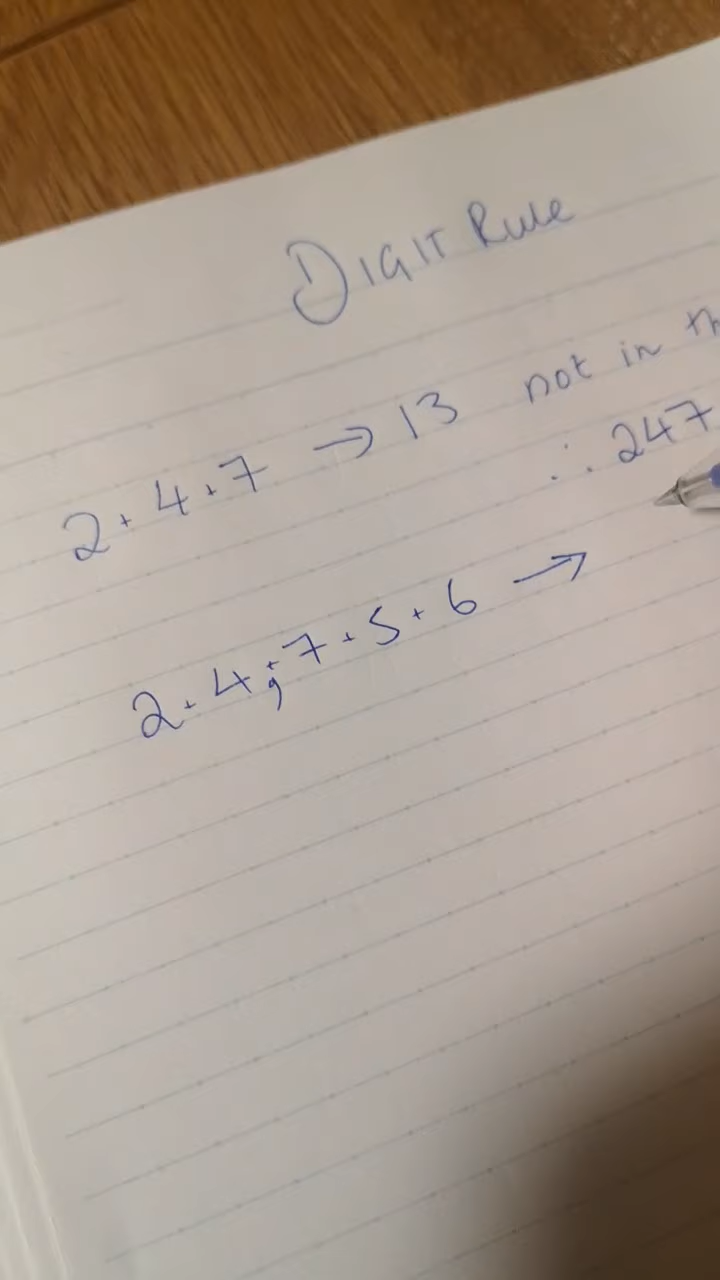 DIGIT Rule
2 + 4 + 7 → 13 not in
∴ 247
2 + 4 ; + 7 + 5 + 6 →